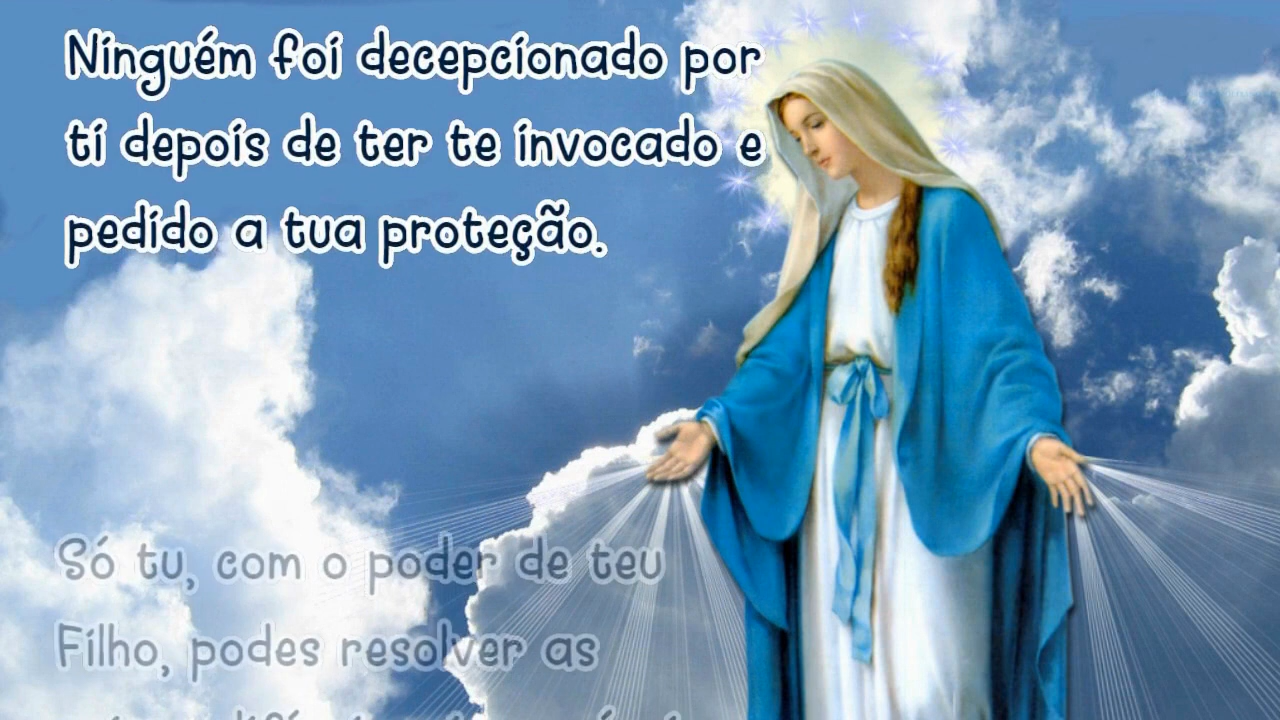 Ninguém foi decepcionado por
ti depois de ter te invocado e
pedido a tua proteção.
Só tu, com o poder de teu
Filho, podes resolver as